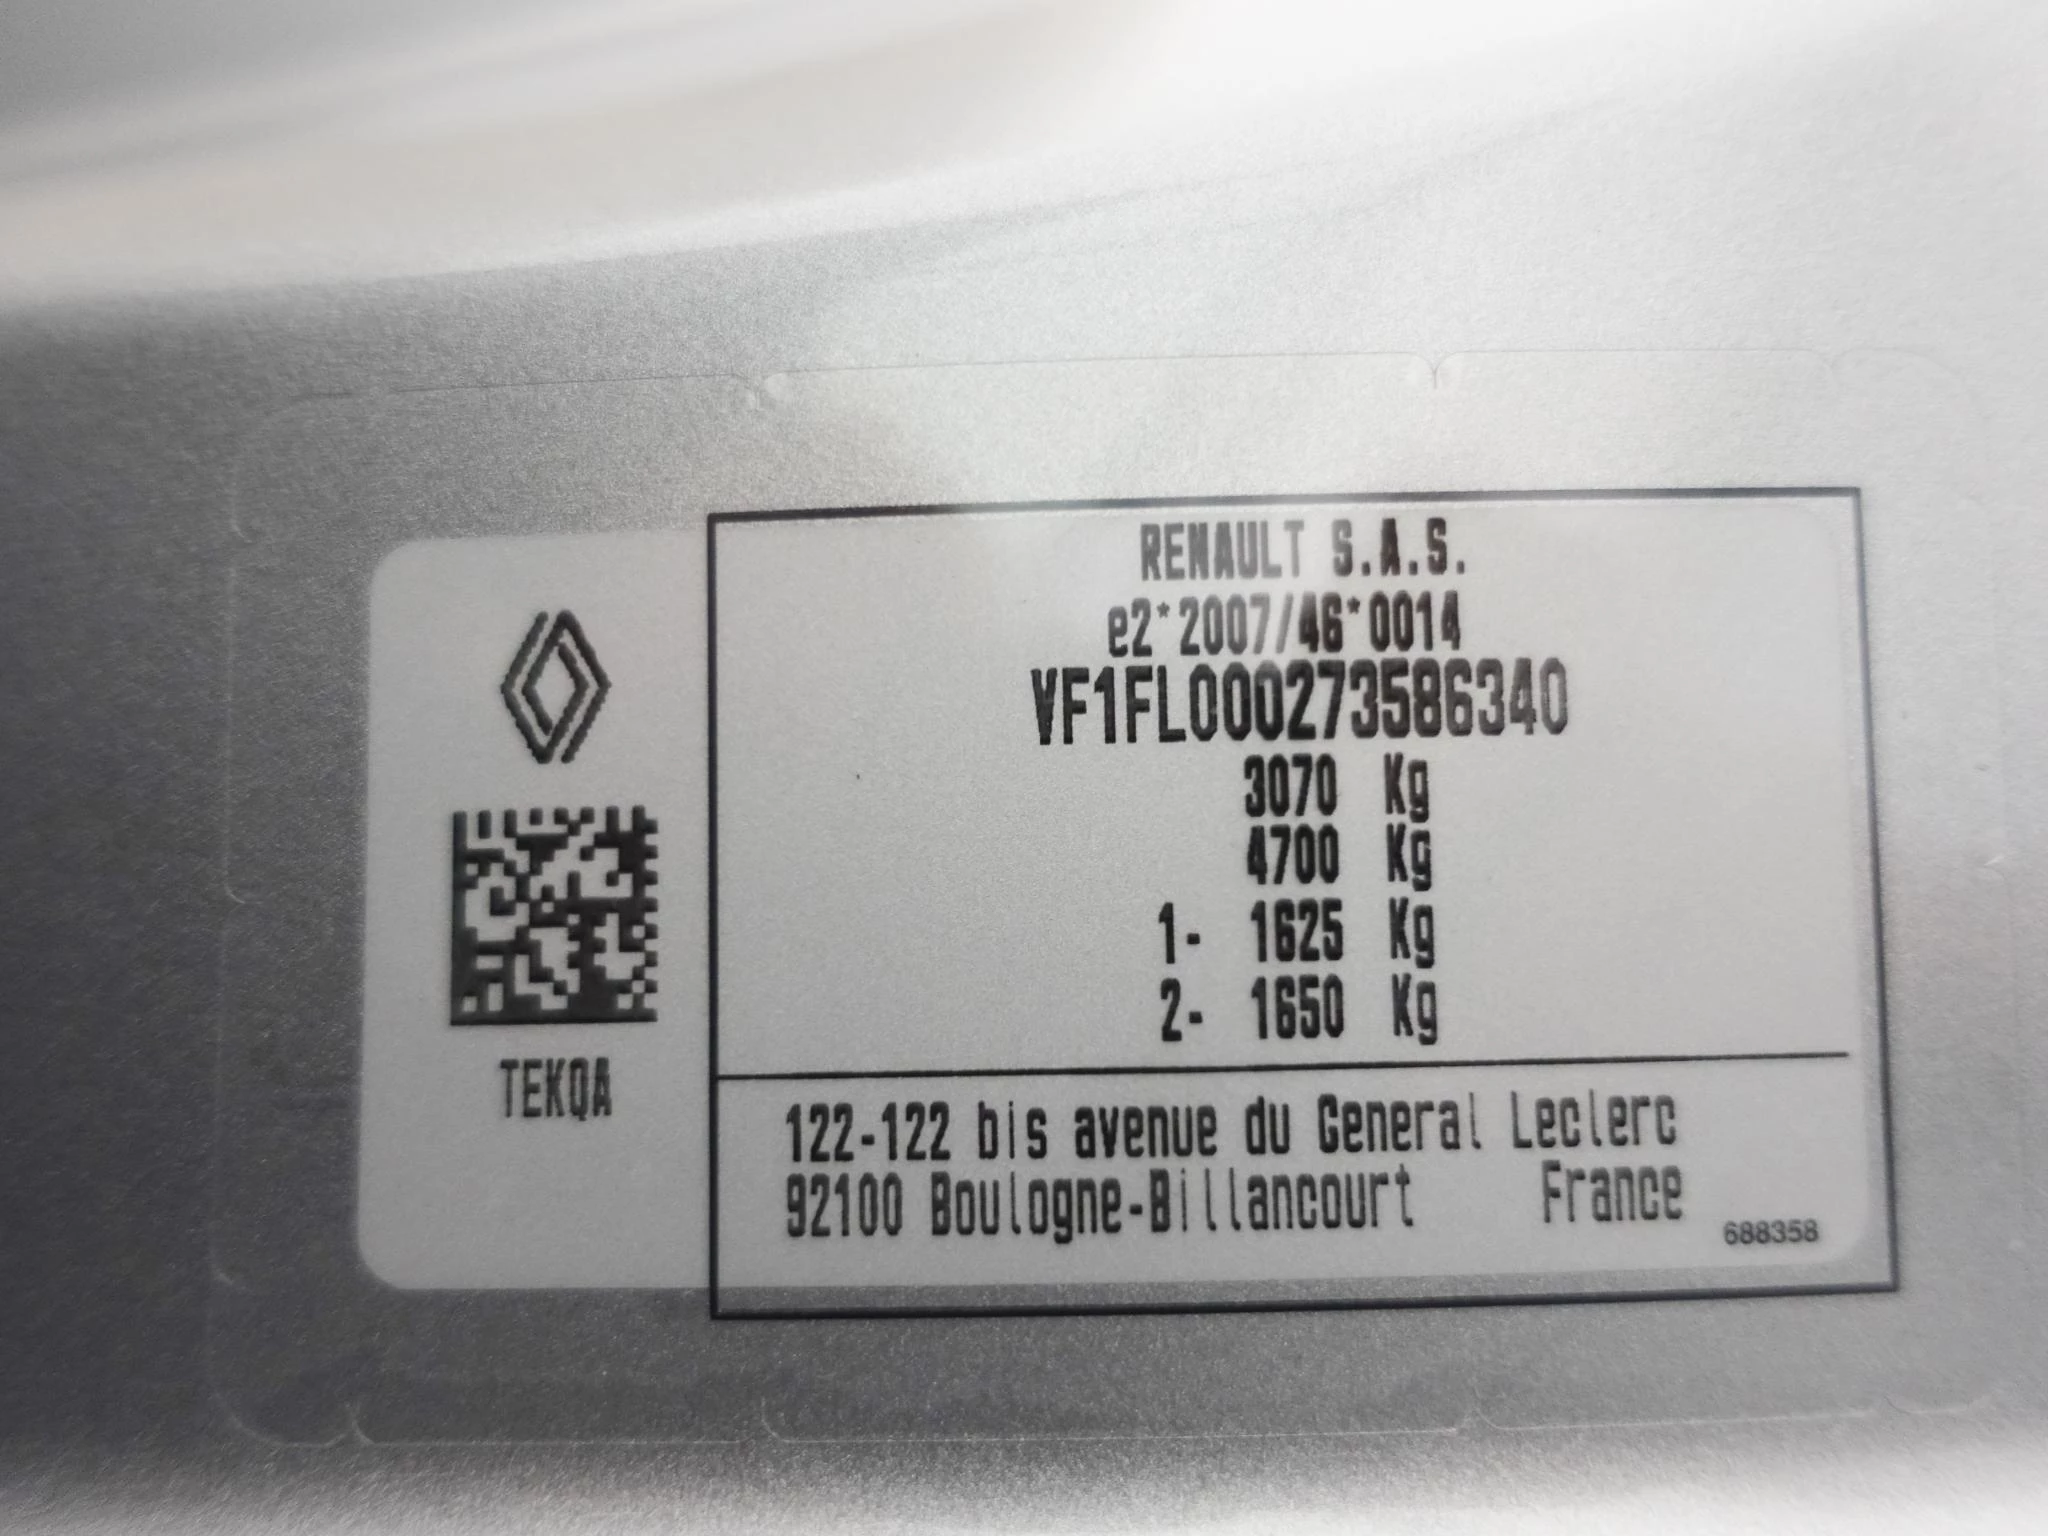 RENAULT S.A.S.
e2*2007/46*0014
VF1FL000273586340
3070 Kg
4700 Kg
1- 1625 Kg
2- 1650 Kg
TEKQA
122-122 bis avenue du General Leclerc
92100 Boulogne-Billancourt France
688358